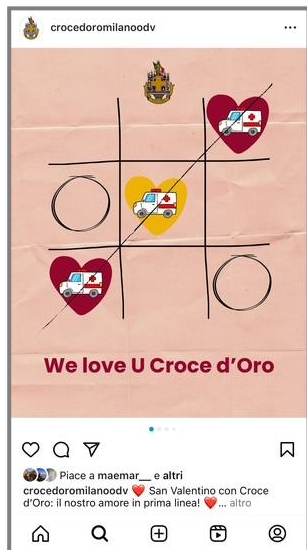 crocedoromilanoodv
We love U Croce d'Oro
Piace a maemar__ e altri
crocedoromilanoodv ❤️ San Valentino con Croce
d'Oro: il nostro amore in prima linea! ❤️ ... altro